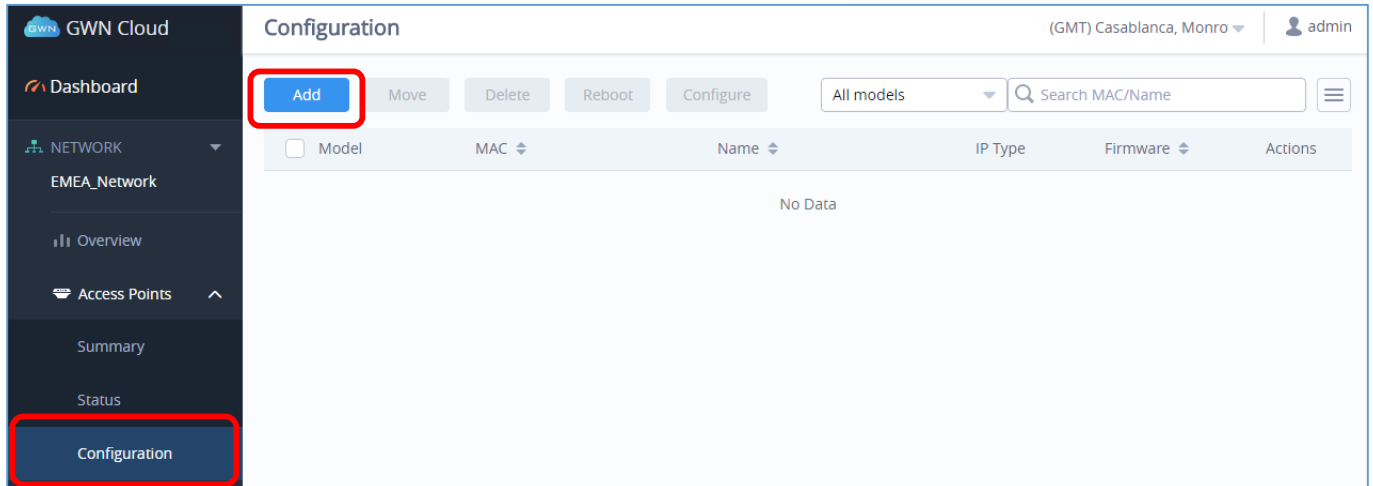 GWN GWN Cloud
Configuration
(GMT) Casablanca, Monro
admin
Dashboard
Add Move Delete Reboot Configure All models Search MAC/Name
NETWORK
Model MAC Name IP Type Firmware Actions
EMEA_Network
No Data
Overview
Access Points
Summary
Status
Configuration